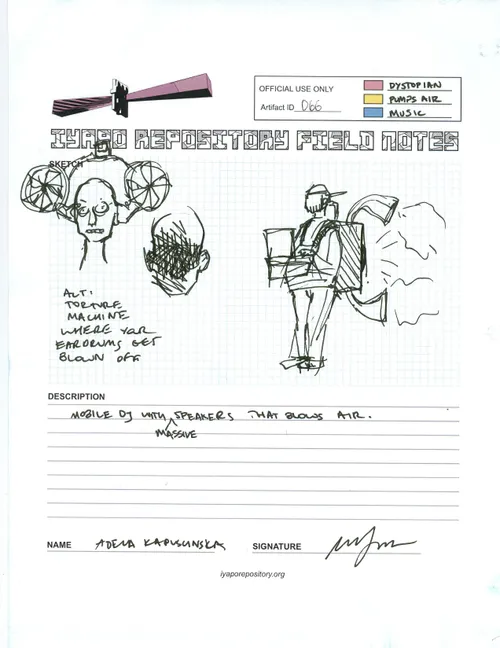 OFFICIAL USE ONLY
Artifact ID 066
DYSTOPIAN
PUMPS AIR
MUSIC
IYAPO REPOSITORY FIELD NOTES
SKETCH
ALT:
TORTURE
MACHINE
WHERE YOUR
EARDRUMS GET
BLOWN OFF
DESCRIPTION
MOBILE DJ WITH SPEAKERS THAT BLOWS AIR.
MASSIVE
NAME ADELA KAPUSCINSKA
SIGNATURE
iyaporepository.org